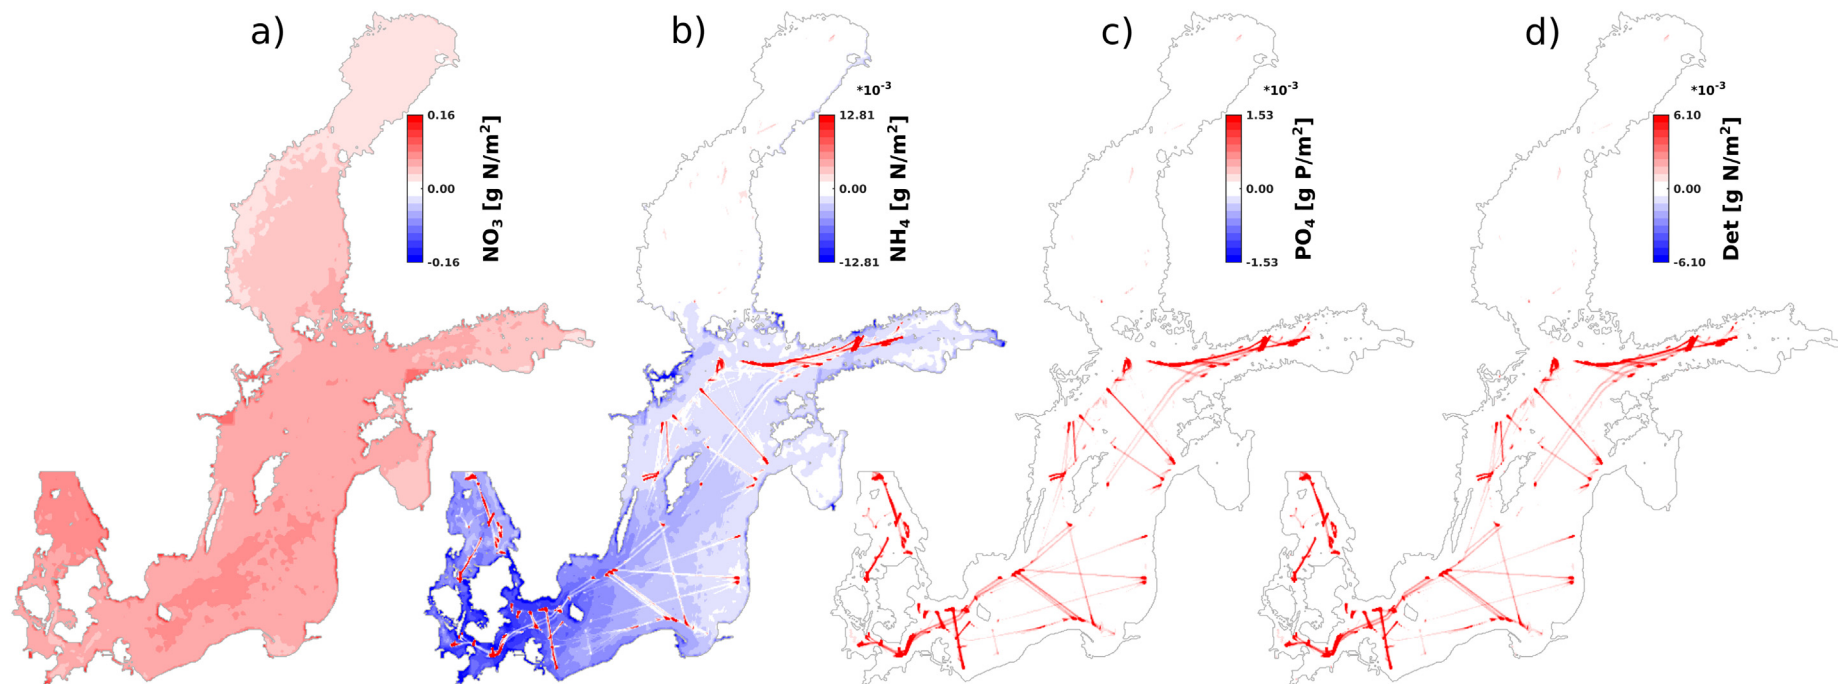 a)
0.16
0.00
-0.16
NO3 [g N/m2]
b)
*10-3
12.81
0.00
-12.81
NH4 [g N/m2]
c)
*10-3
1.53
0.00
-1.53
PO4 [g P/m2]
d)
*10-3
6.10
0.00
-6.10
Det [g N/m2]